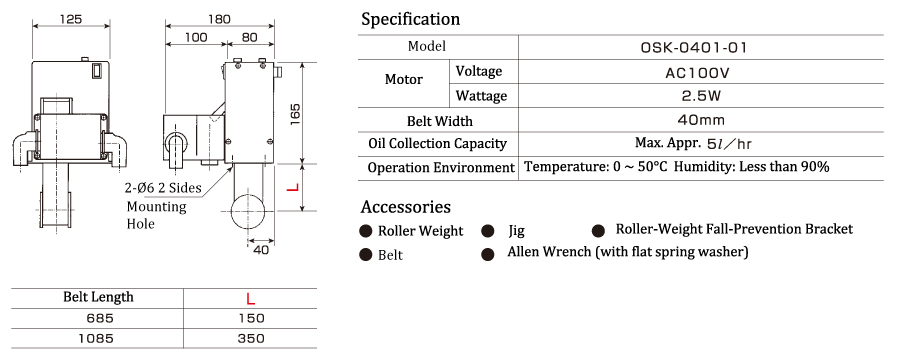 125
180
100
80
165
L
2-Ø6 2 Sides
Mounting
Hole
40
Belt Length L
685 150
1085 350
Specification
Model OSK-0401-01
Motor
Voltage AC100V
Wattage 2.5W
Belt Width 40mm
Oil Collection Capacity Max. Appr. 5l/hr
Operation Environment Temperature: 0 ~ 50°C Humidity: Less than 90%
Accessories
● Roller Weight ● Jig ● Roller-Weight Fall-Prevention Bracket
● Belt ● Allen Wrench (with flat spring washer)